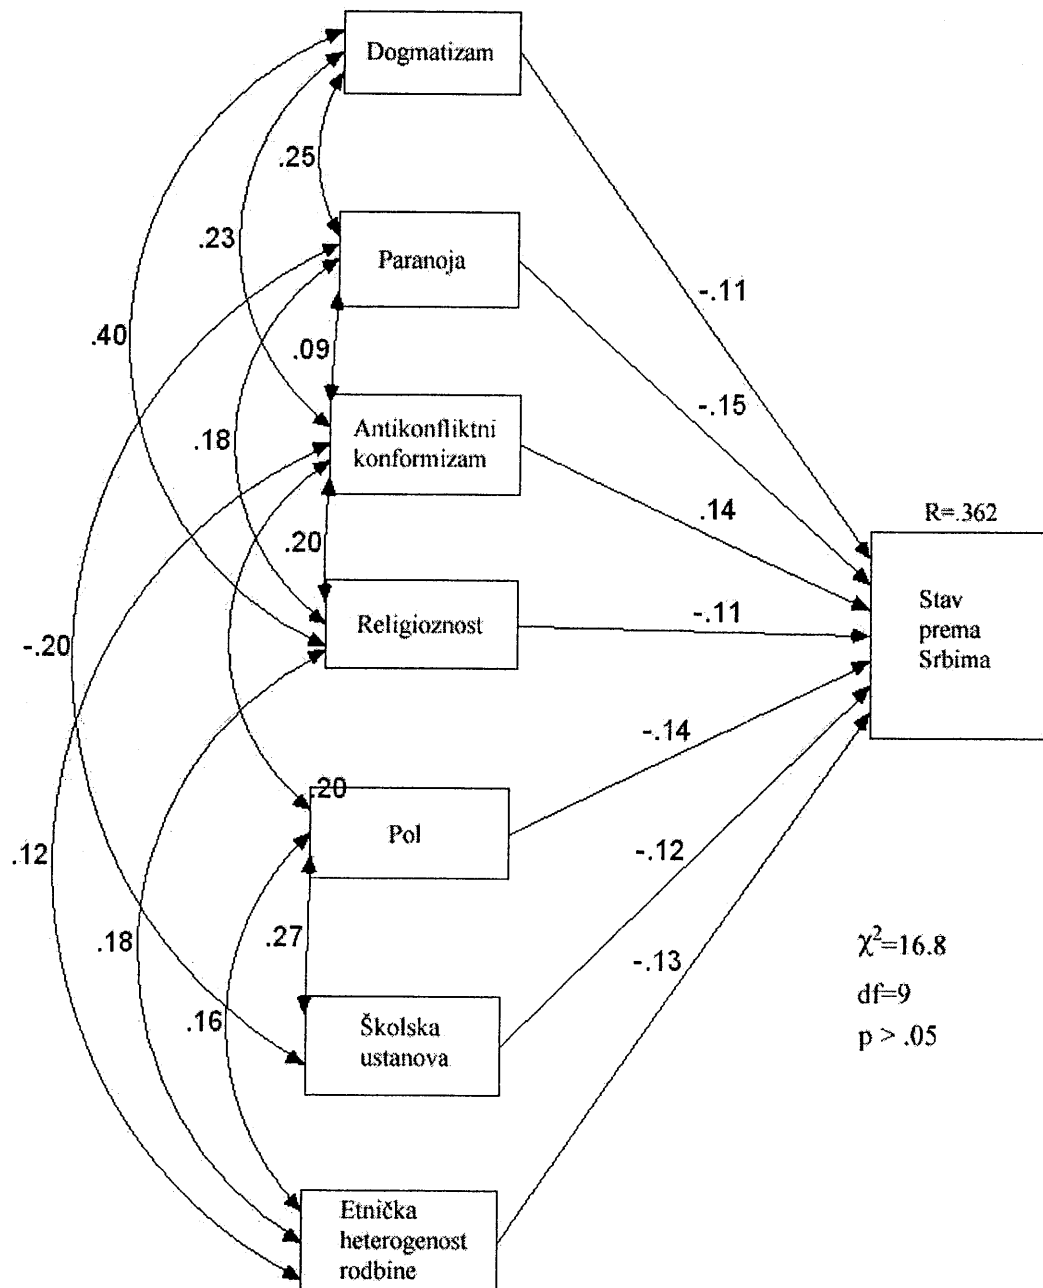 Dogmatizam
.25
.23
Paranoja
-.11
.40
.09
-.15
.18
Antikonfliktni
konformizam
.14
R=.362
.20
Religioznost
-.11
Stav
prema
Srbima
-.20
-.14
.20
Pol
.12
-.12
.18
.27
-.13
χ²=16.8
df=9
p > .05
.16
Školska
ustanova
Etnička
heterogenost
rodbine